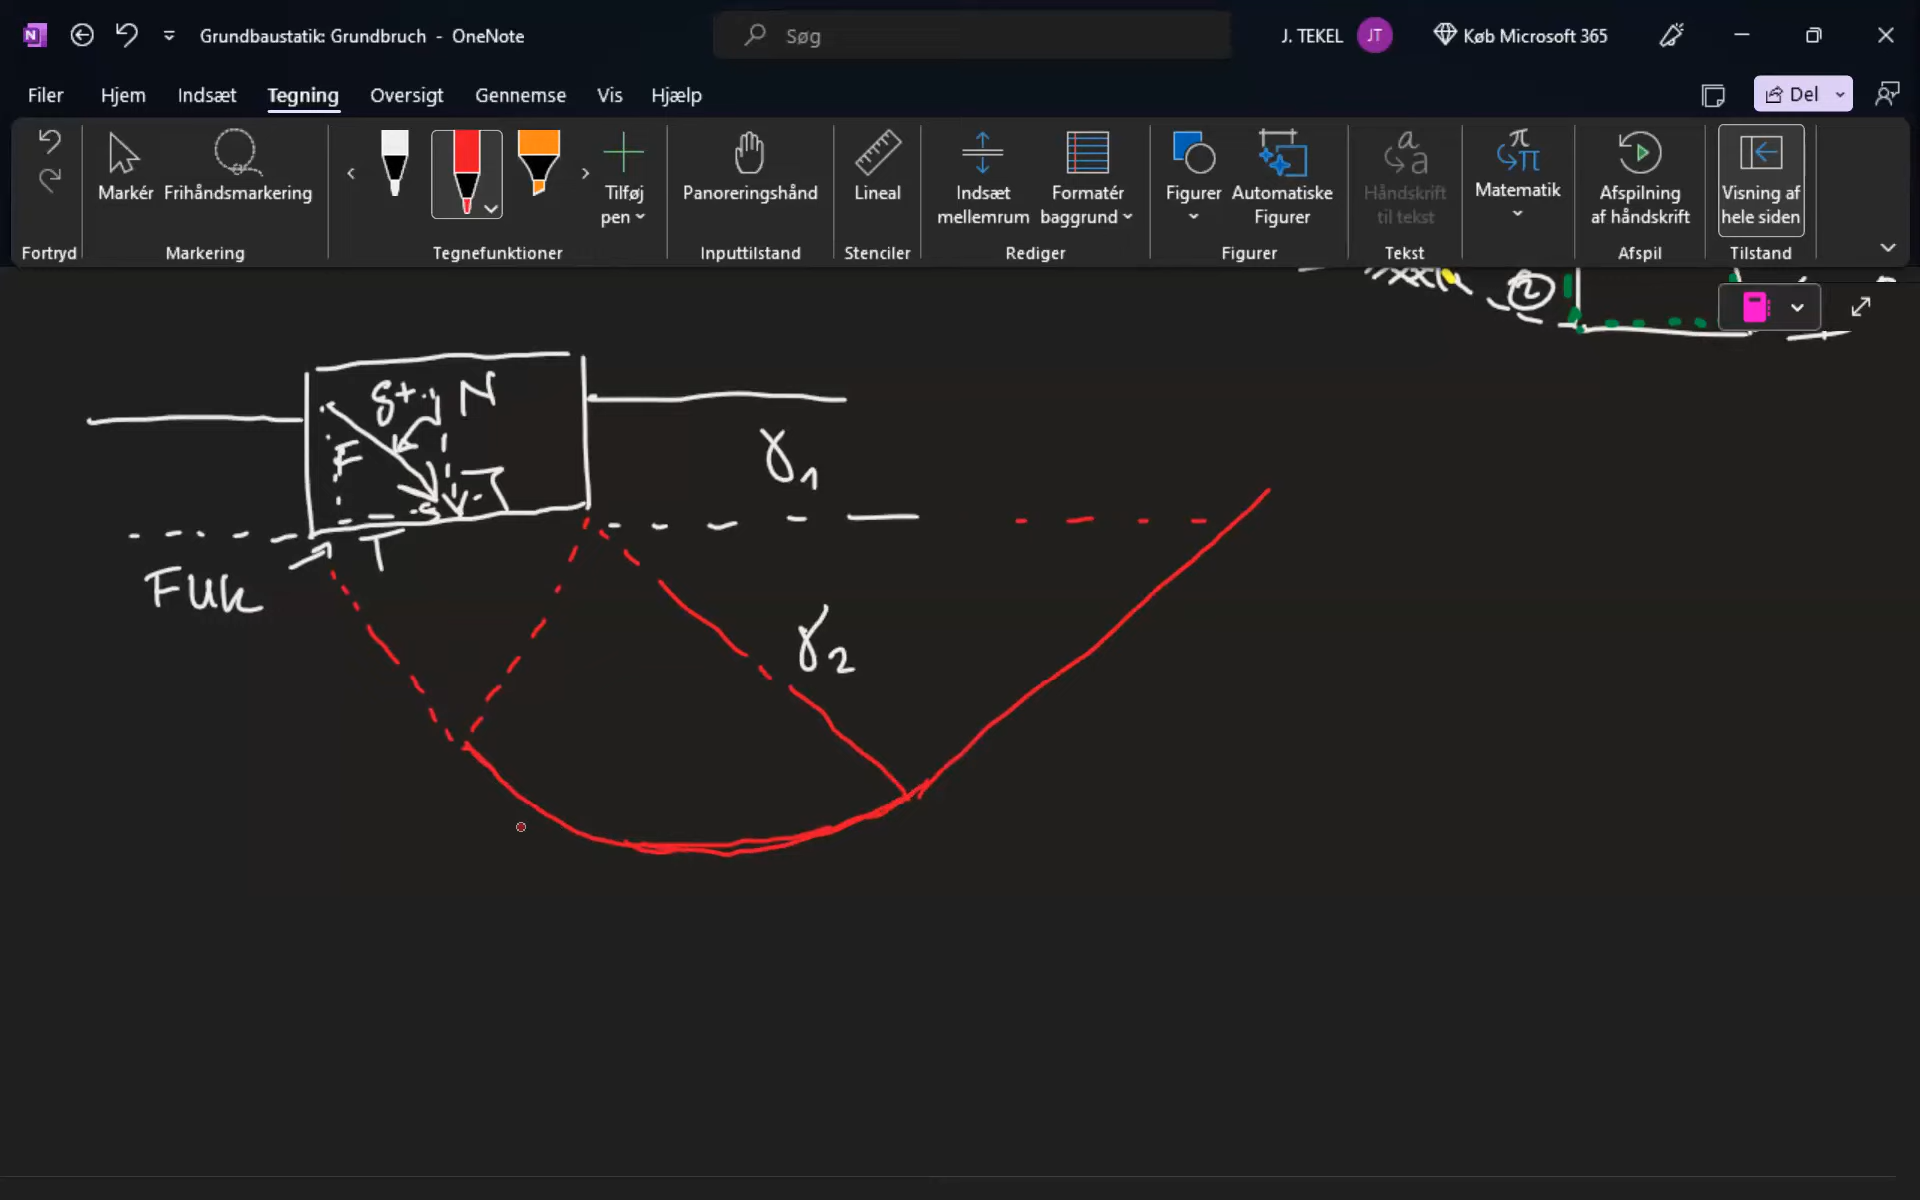 Grundbaustatik: Grundbruch - OneNote
Søg
J. TEKEL
JT
Køb Microsoft 365
Filer
Hjem
Indsæt
Tegning
Oversigt
Gennemse
Vis
Hjælp
Del
Markér
Frihåndsmarkering
Tilføj
pen
Panoreringshånd
Lineal
Indsæt
mellemrum
Formatér
baggrund
Figurer
Automatiske
Figurer
Håndskrift
til tekst
Matematik
Afspilning
af håndskrift
Visning af
hele siden
Fortryd
Markering
Tegnefunktioner
Inputtilstand
Stenciler
Rediger
Figurer
Tekst
Afspil
Tilstand
2
δ+
N
F
T
γ1
FUK
γ2